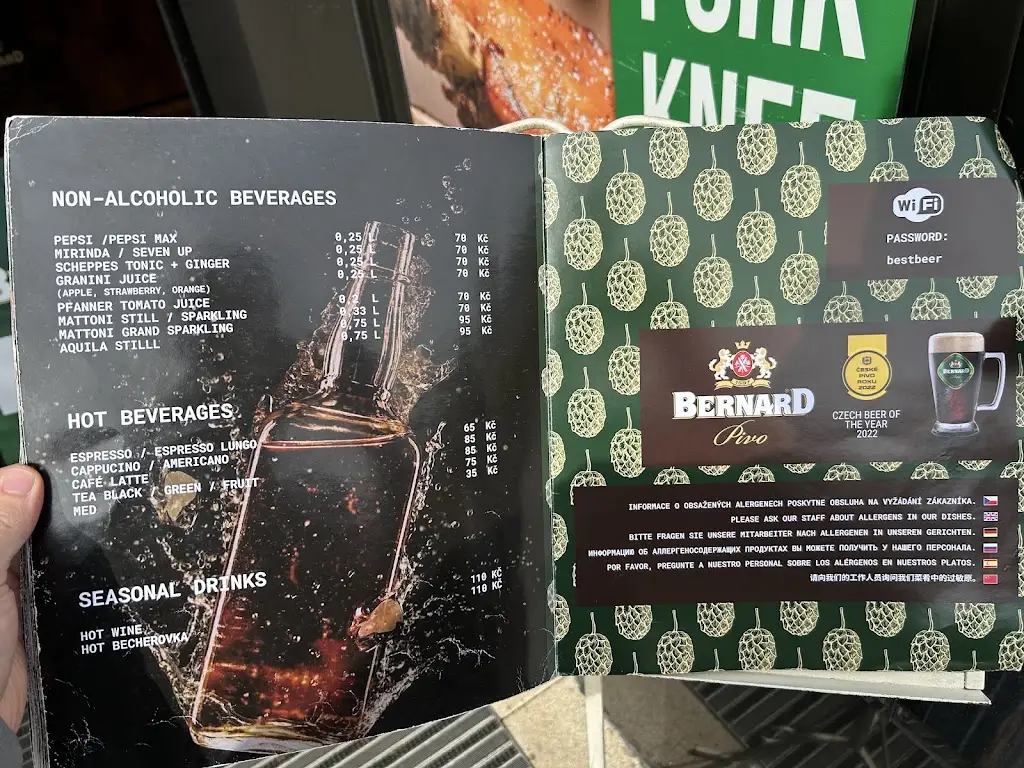 PORK
KNEE
NON-ALCOHOLIC BEVERAGES
PEPSI /PEPSI MAX 0,25 L 70 Kč
MIRINDA / SEVEN UP 0,25 L 70 Kč
SCHEPPES TONIC + GINGER 0,25 L 70 Kč
GRANINI JUICE 0,25 L 70 Kč
(APPLE, STRAWBERRY, ORANGE)
PFANNER TOMATO JUICE 0,2 L 70 Kč
MATTONI STILL / SPARKLING 0,33 L 70 Kč
MATTONI GRAND SPARKLING 0,75 L 95 Kč
AQUILA STILLL 0,75 L 95 Kč
HOT BEVERAGES
ESPRESSO / ESPRESSO LUNGO 65 Kč
CAPPUCINO / AMERICANO 85 Kč
CAFÉ LATTE 85 Kč
TEA BLACK / GREEN / FRUIT 75 Kč
MED 35 Kč
SEASONAL DRINKS
HOT WINE 110 KČ
HOT BECHEROVKA 110 KČ
WiFi
PASSWORD:
bestbeer
BERNARD
Pivo
ČESKÉ
PIVO
ROKU
2022
CZECH BEER OF
THE YEAR
2022
BERNARD
INFORMACE O OBSAŽENÝCH ALERGENECH POSKYTNE OBSLUHA NA VYŽÁDÁNÍ ZÁKAZNÍKA.
PLEASE ASK OUR STAFF ABOUT ALLERGENS IN OUR DISHES.
BITTE FRAGEN SIE UNSERE MITARBEITER NACH ALLERGENEN IN UNSEREN GERICHTEN.
ИНФОРМАЦИЮ ОБ АЛЛЕРГЕНОСОДЕРЖАЩИХ ПРОДУКТАХ ВЫ МОЖЕТЕ ПОЛУЧИТЬ У НАШЕГО ПЕРСОНАЛА.
POR FAVOR, PREGUNTE A NUESTRO PERSONAL SOBRE LOS ALÉRGENOS EN NUESTROS PLATOS.
请向我们的工作人员询问我们菜肴中的过敏原。